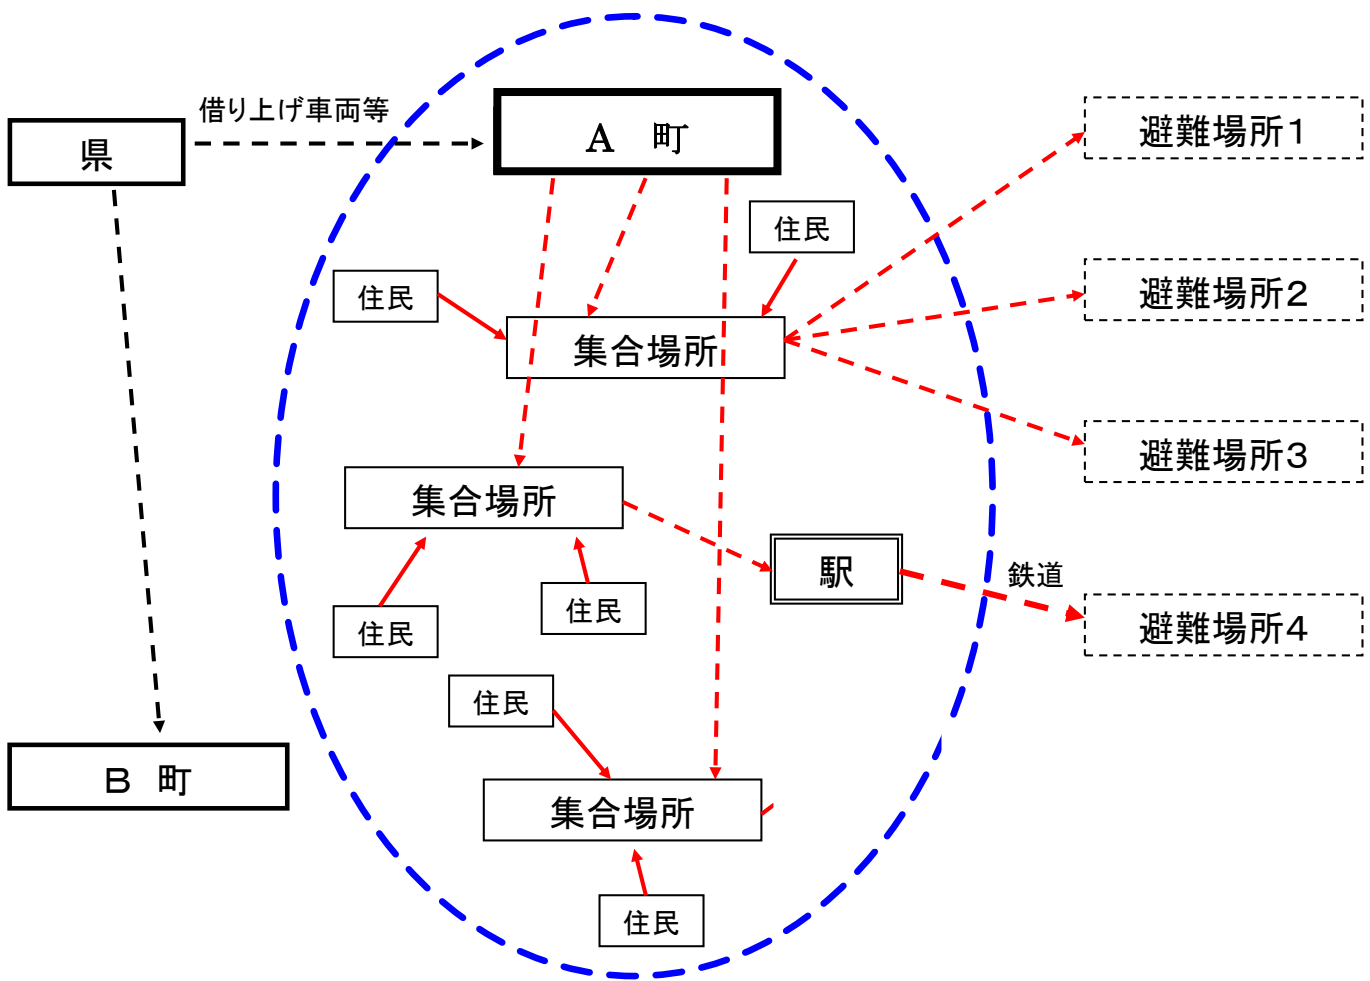 借り上げ車両等
県
A 町
避難場所1
住民
住民
避難場所2
集合場所
避難場所3
集合場所
駅
鉄道
避難場所4
住民
住民
住民
B 町
集合場所
住民